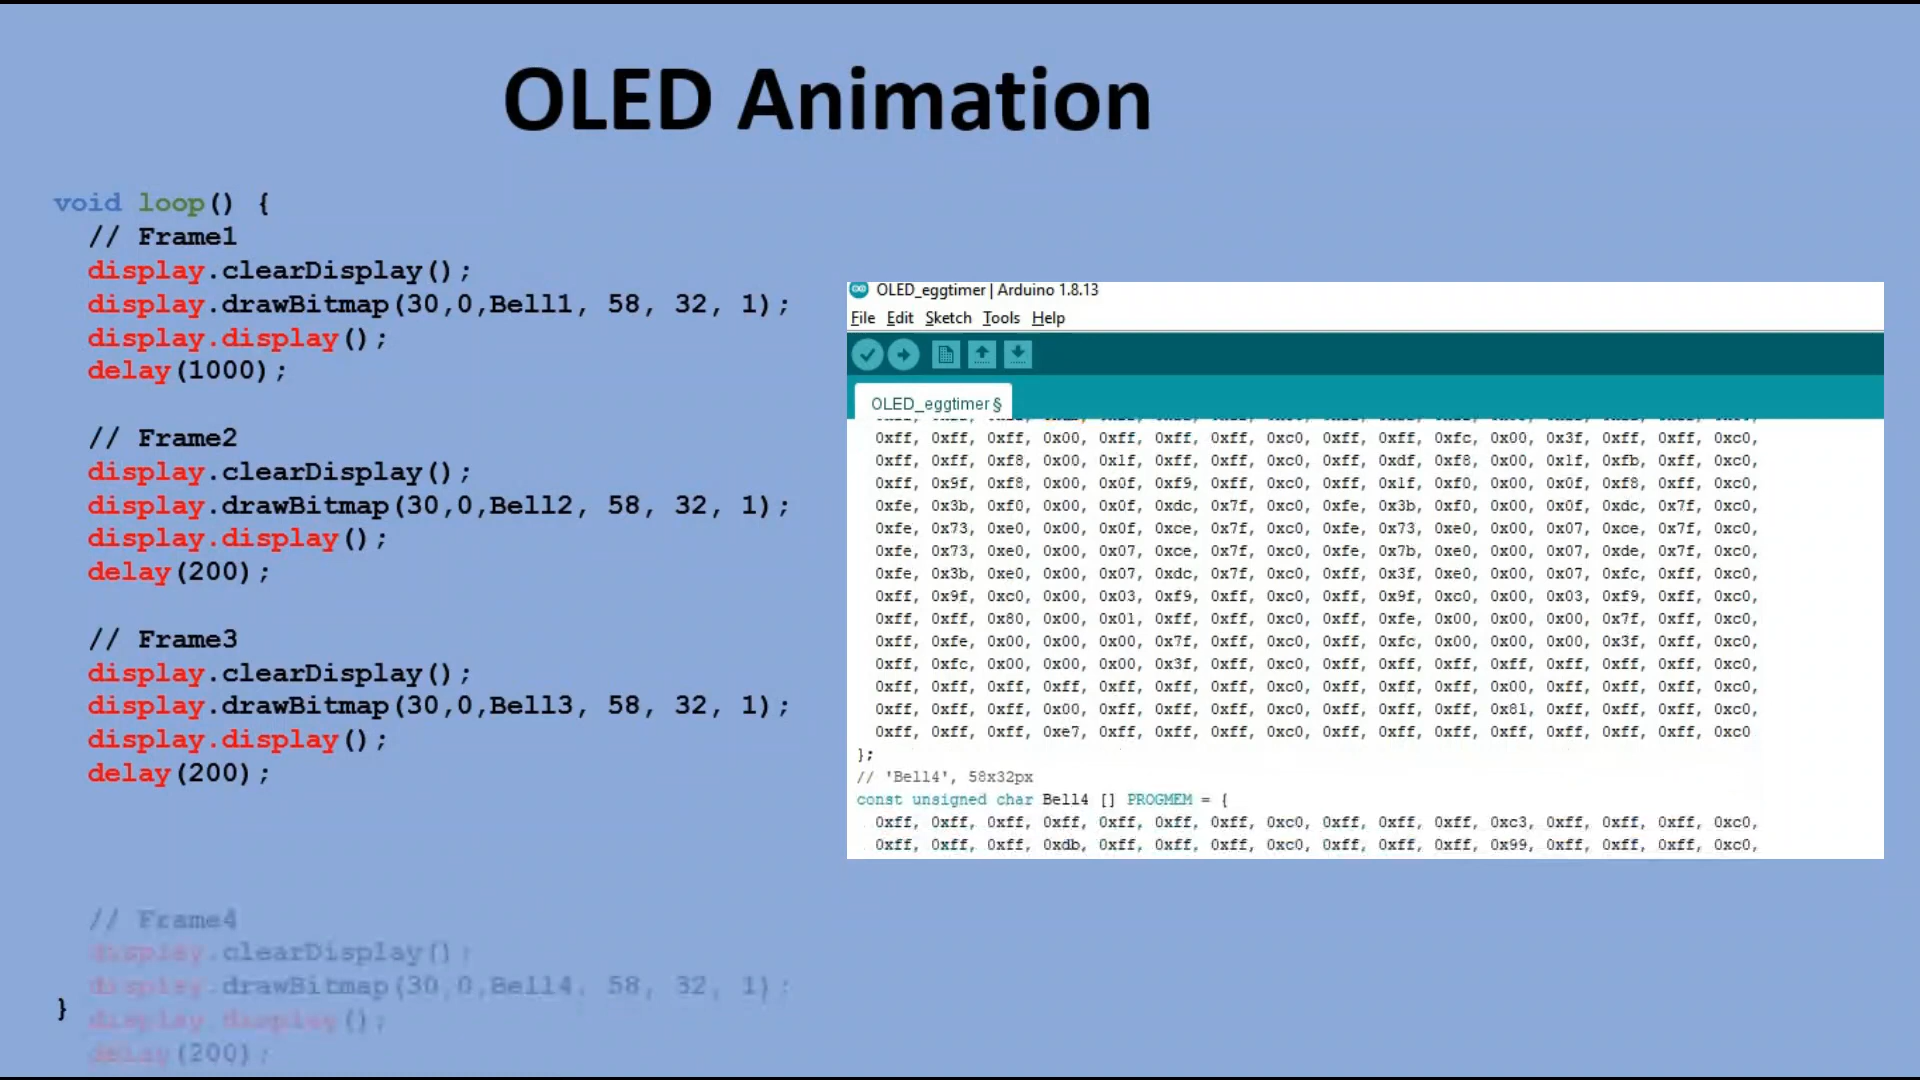 OLED Animation
void loop() {
// Frame1
display.clearDisplay();
display.drawBitmap(30,0,Bell1, 58, 32, 1);
display.display();
delay(1000);
// Frame2
display.clearDisplay();
display.drawBitmap(30,0,Bell2, 58, 32, 1);
display.display();
delay(200);
// Frame3
display.clearDisplay();
display.drawBitmap(30,0,Bell3, 58, 32, 1);
display.display();
delay(200);
// Frame4
display.clearDisplay();
display.drawBitmap(30,0,Bell4, 58, 32, 1);
}
display.display();
delay(200);
OLED_eggtimer | Arduino 1.8.13
File Edit Sketch Tools Help
OLED_eggtimer §
0xff, 0xff, 0xff, 0x00, 0xff, 0xff, 0xff, 0xc0, 0xff, 0xff, 0xfc, 0x00, 0x3f, 0xff, 0xff, 0xc0,
0xff, 0xff, 0xf8, 0x00, 0x1f, 0xff, 0xff, 0xc0, 0xff, 0xdf, 0xf8, 0x00, 0x1f, 0xfb, 0xff, 0xc0,
0xff, 0x9f, 0xf8, 0x00, 0x0f, 0xf9, 0xff, 0xc0, 0xff, 0x1f, 0xf0, 0x00, 0x0f, 0xf8, 0xff, 0xc0,
0xfe, 0x3b, 0xf0, 0x00, 0x0f, 0xdc, 0x7f, 0xc0, 0xfe, 0x3b, 0xf0, 0x00, 0x0f, 0xdc, 0x7f, 0xc0,
0xfe, 0x73, 0xe0, 0x00, 0x0f, 0xce, 0x7f, 0xc0, 0xfe, 0x73, 0xe0, 0x00, 0x07, 0xce, 0x7f, 0xc0,
0xfe, 0x73, 0xe0, 0x00, 0x07, 0xce, 0x7f, 0xc0, 0xfe, 0x7b, 0xe0, 0x00, 0x07, 0xde, 0x7f, 0xc0,
0xfe, 0x3b, 0xe0, 0x00, 0x07, 0xdc, 0x7f, 0xc0, 0xff, 0x3f, 0xe0, 0x00, 0x07, 0xfc, 0xff, 0xc0,
0xff, 0x9f, 0xc0, 0x00, 0x03, 0xf9, 0xff, 0xc0, 0xff, 0x9f, 0xc0, 0x00, 0x03, 0xf9, 0xff, 0xc0,
0xff, 0xff, 0x80, 0x00, 0x01, 0xff, 0xff, 0xc0, 0xff, 0xfe, 0x00, 0x00, 0x00, 0x7f, 0xff, 0xc0,
0xff, 0xfe, 0x00, 0x00, 0x00, 0x7f, 0xff, 0xc0, 0xff, 0xfc, 0x00, 0x00, 0x00, 0x3f, 0xff, 0xc0,
0xff, 0xfc, 0x00, 0x00, 0x00, 0x3f, 0xff, 0xc0, 0xff, 0xff, 0xff, 0xff, 0xff, 0xff, 0xff, 0xc0,
0xff, 0xff, 0xff, 0xff, 0xff, 0xff, 0xff, 0xc0, 0xff, 0xff, 0xff, 0x00, 0xff, 0xff, 0xff, 0xc0,
0xff, 0xff, 0xff, 0x00, 0xff, 0xff, 0xff, 0xc0, 0xff, 0xff, 0xff, 0x81, 0xff, 0xff, 0xff, 0xc0,
0xff, 0xff, 0xff, 0xe7, 0xff, 0xff, 0xff, 0xc0, 0xff, 0xff, 0xff, 0xff, 0xff, 0xff, 0xff, 0xc0
};
// 'Bell4', 58x32px
const unsigned char Bell4 [] PROGMEM = {
0xff, 0xff, 0xff, 0xff, 0xff, 0xff, 0xff, 0xc0, 0xff, 0xff, 0xff, 0xc3, 0xff, 0xff, 0xff, 0xc0,
0xff, 0xff, 0xff, 0xdb, 0xff, 0xff, 0xff, 0xc0, 0xff, 0xff, 0xff, 0x99, 0xff, 0xff, 0xff, 0xc0,